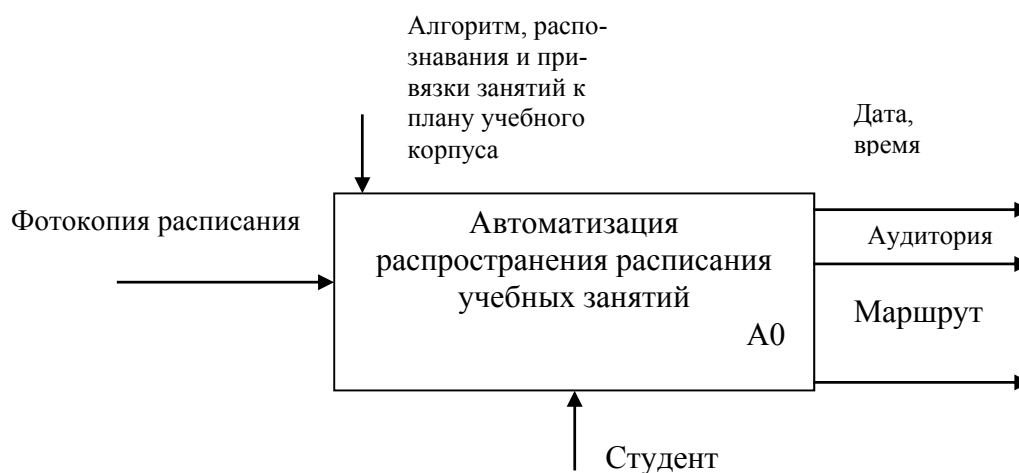 Алгоритм, распо-
знавания и при-
вязки занятий к
плану учебного
корпуса
Дата,
время
Фотокопия расписания
Автоматизация
распространения расписания
учебных занятий
А0
Аудитория
Маршрут
Студент